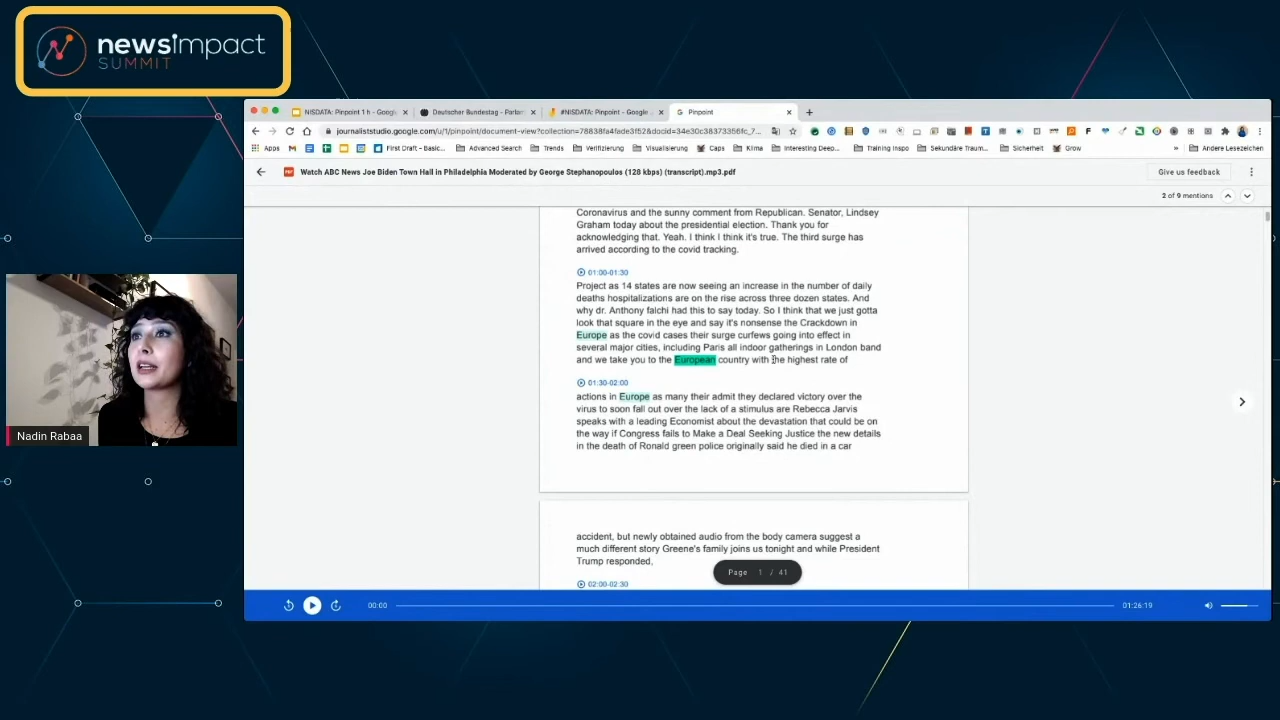 newsimpact
SUMMIT
NISDATA: Pinpoint 1 h - Googl
Deutscher Bundestag - Parlam
#NISDATA: Pinpoint - Google
Pinpoint
journaliststudio.google.com/u/1/pinpoint/document-view?collection=
Apps
First Draft - Basic...
Advanced Search
Trends
Verifizierung
Visualisierung
Caps
Klima
Interesting Deep...
Training Inspo
Sekundäre Traum...
Sicherheit
Grow
Andere Lesezeichen
Watch ABC News Joe Biden Town Hall in Philadelphia Moderated by George Stephanopoulos (128 kbps) (transcript).mp3.pdf
Give us feedback
2 of 9 mentions
Coronavirus and the sunny comment from Republican. Senator, Lindsey
Graham today about the presidential election. Thank you for
acknowledging that. Yeah. I think I think it's true. The third surge has
arrived according to the covid tracking.
01:00-01:30
Project as 14 states are now seeing an increase in the number of daily
deaths hospitalizations are on the rise across three dozen states. And
why dr. Anthony falchi had this to say today. So I think that we just gotta
look that square in the eye and say it's nonsense the Crackdown in
Europe as the covid cases their surge curfews going into effect in
several major cities, including Paris all indoor gatherings in London band
and we take you to the European country with the highest rate of
01:30-02:00
actions in Europe as many their admit they declared victory over the
virus to soon fall out over the lack of a stimulus are Rebecca Jarvis
speaks with a leading Economist about the devastation that could be on
the way if Congress fails to Make a Deal Seeking Justice the new details
in the death of Ronald green police originally said he died in a car
accident, but newly obtained audio from the body camera suggest a
much different story Greene's family joins us tonight and while President
Trump responded,
02:00-02:30
Page 1 / 41
00:00
01:26:19
Nadin Rabaa